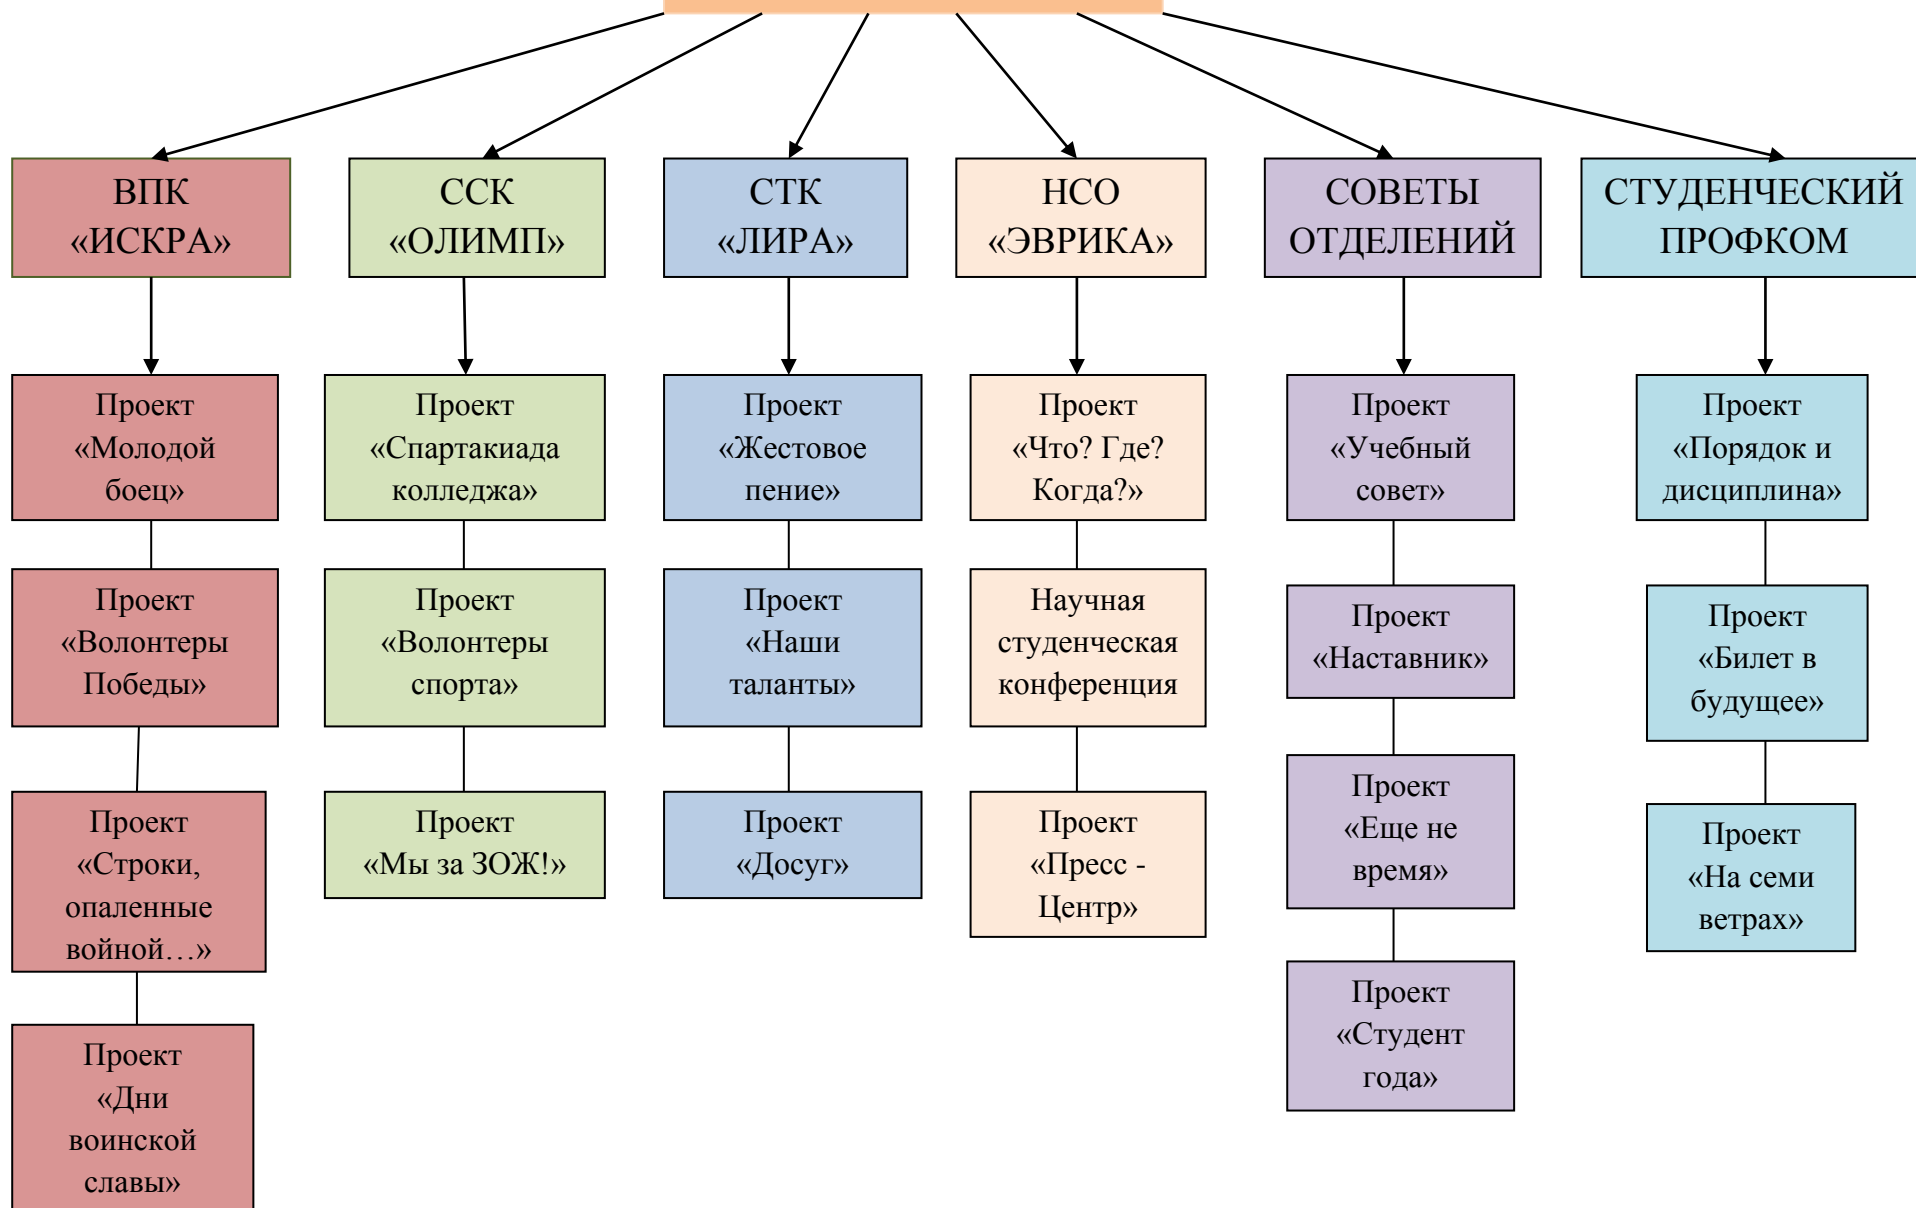 ВПК
«ИСКРА»
ССК
«ОЛИМП»
СТК
«ЛИРА»
НСО
«ЭВРИКА»
СОВЕТЫ
ОТДЕЛЕНИЙ
СТУДЕНЧЕСКИЙ
ПРОФКОМ
Проект
«Молодой
боец»
Проект
«Спартакиада
колледжа»
Проект
«Жестовое
пение»
Проект
«Что? Где?
Когда?»
Проект
«Учебный
совет»
Проект
«Порядок и
дисциплина»
Проект
«Волонтеры
Победы»
Проект
«Волонтеры
спорта»
Проект
«Наши
таланты»
Научная
студенческая
конференция
Проект
«Наставник»
Проект
«Билет в
будущее»
Проект
«Строки,
опаленные
войной…»
Проект
«Мы за ЗОЖ!»
Проект
«Досуг»
Проект
«Пресс -
Центр»
Проект
«Еще не
время»
Проект
«На семи
ветрах»
Проект
«Дни
воинской
славы»
Проект
«Студент
года»